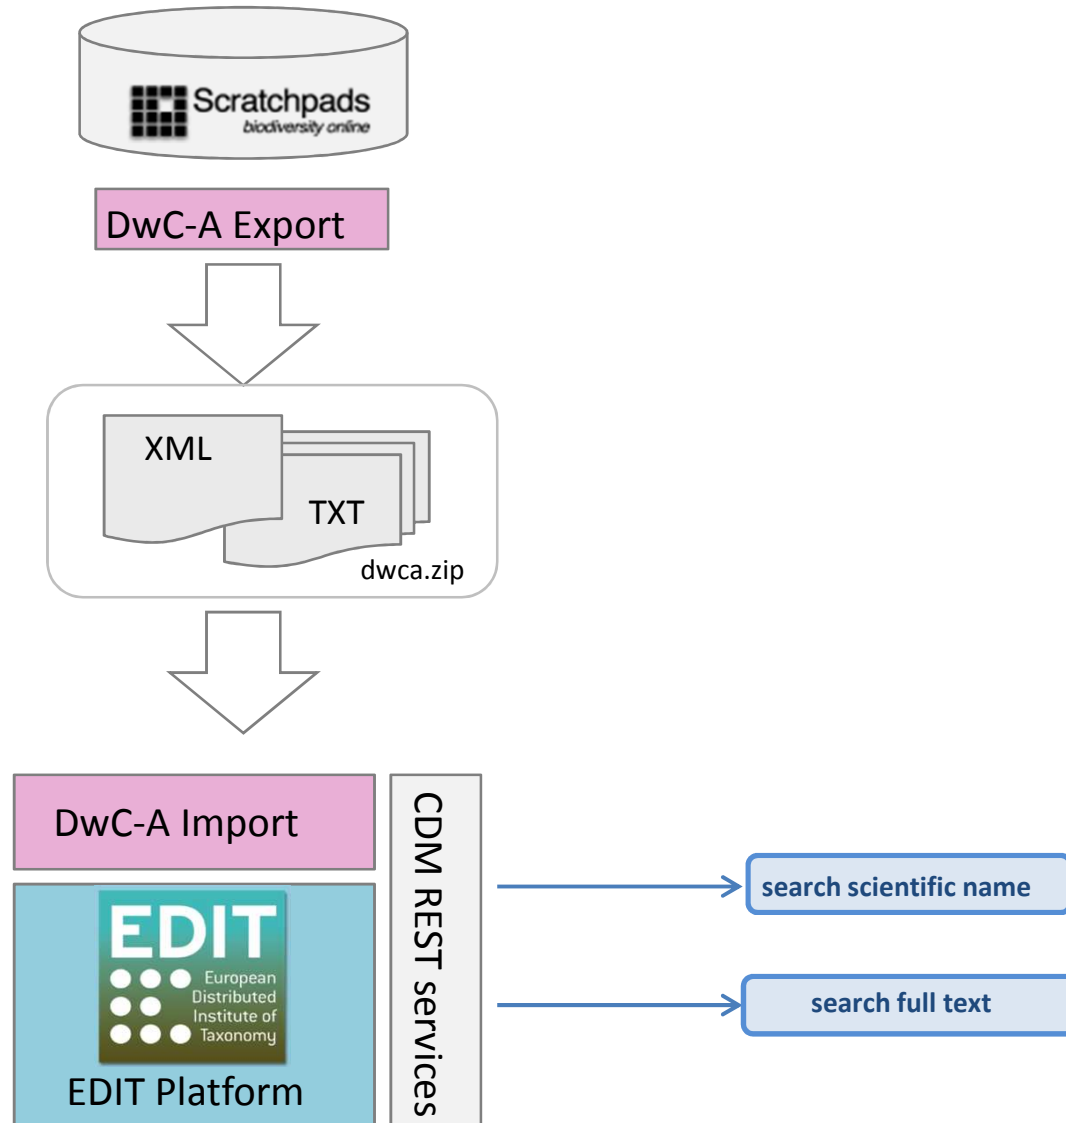 Scratchpads
biodiversity online
DwC-A Export
XML
TXT
dwca.zip
DwC-A Import
CDM REST services
EDIT
European
Distributed
Institute of
Taxonomy
EDIT Platform
search scientific name
search full text